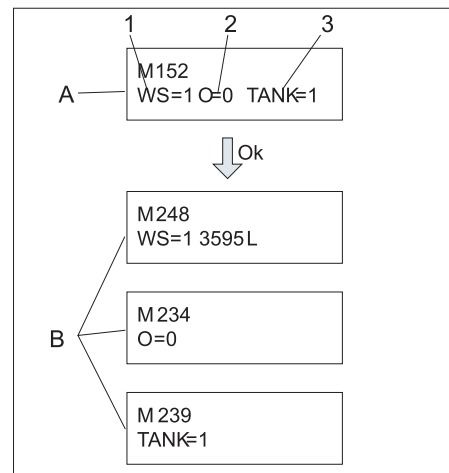 1 2 3
M152
A
WS=1 O=0 TANK=1
Ok
M248
WS=1 3595L
M234
B
O=0
M239
TANK=1